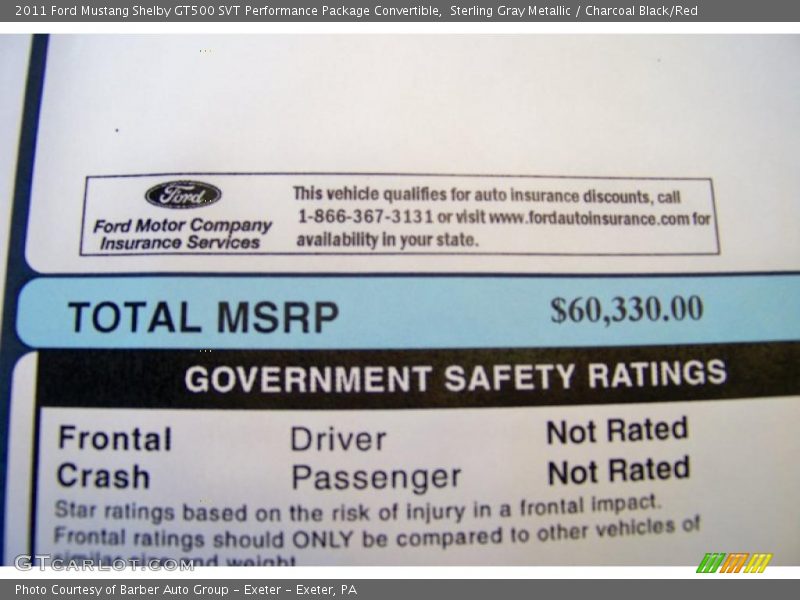 2011 Ford Mustang Shelby GT500 SVT Performance Package Convertible,  Sterling Gray Metallic / Charcoal Black/Red
Ford
Ford Motor Company
Insurance Services
This vehicle qualifies for auto insurance discounts, call
1-866-367-3131 or visit www.fordautoinsurance.com for
availability in your state.
TOTAL MSRP $60,330.00
GOVERNMENT SAFETY RATINGS
Frontal Driver Not Rated
Crash Passenger Not Rated
Star ratings based on the risk of injury in a frontal impact.
Frontal ratings should ONLY be compared to other vehicles of
similar size and weight
GTCARLOT.COM
Photo Courtesy of Barber Auto Group - Exeter - Exeter, PA